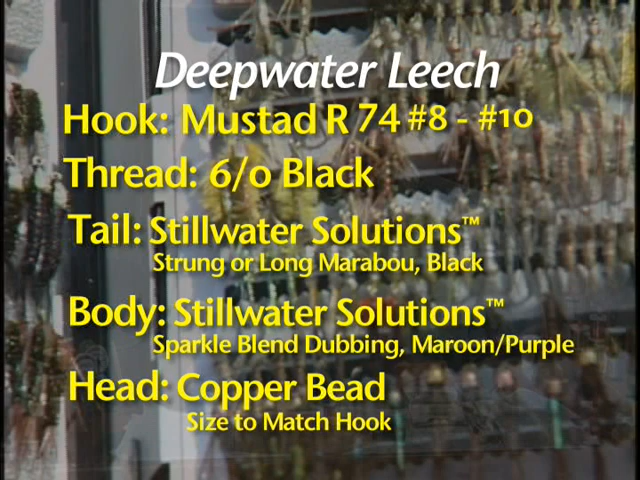 Deepwater Leech
Hook: Mustad R 74 #8 - #10
Thread: 6/0 Black
Tail: Stillwater Solutions™
Strung or Long Marabou, Black
Body: Stillwater Solutions™
Sparkle Blend Dubbing, Maroon/Purple
Head: Copper Bead
Size to Match Hook